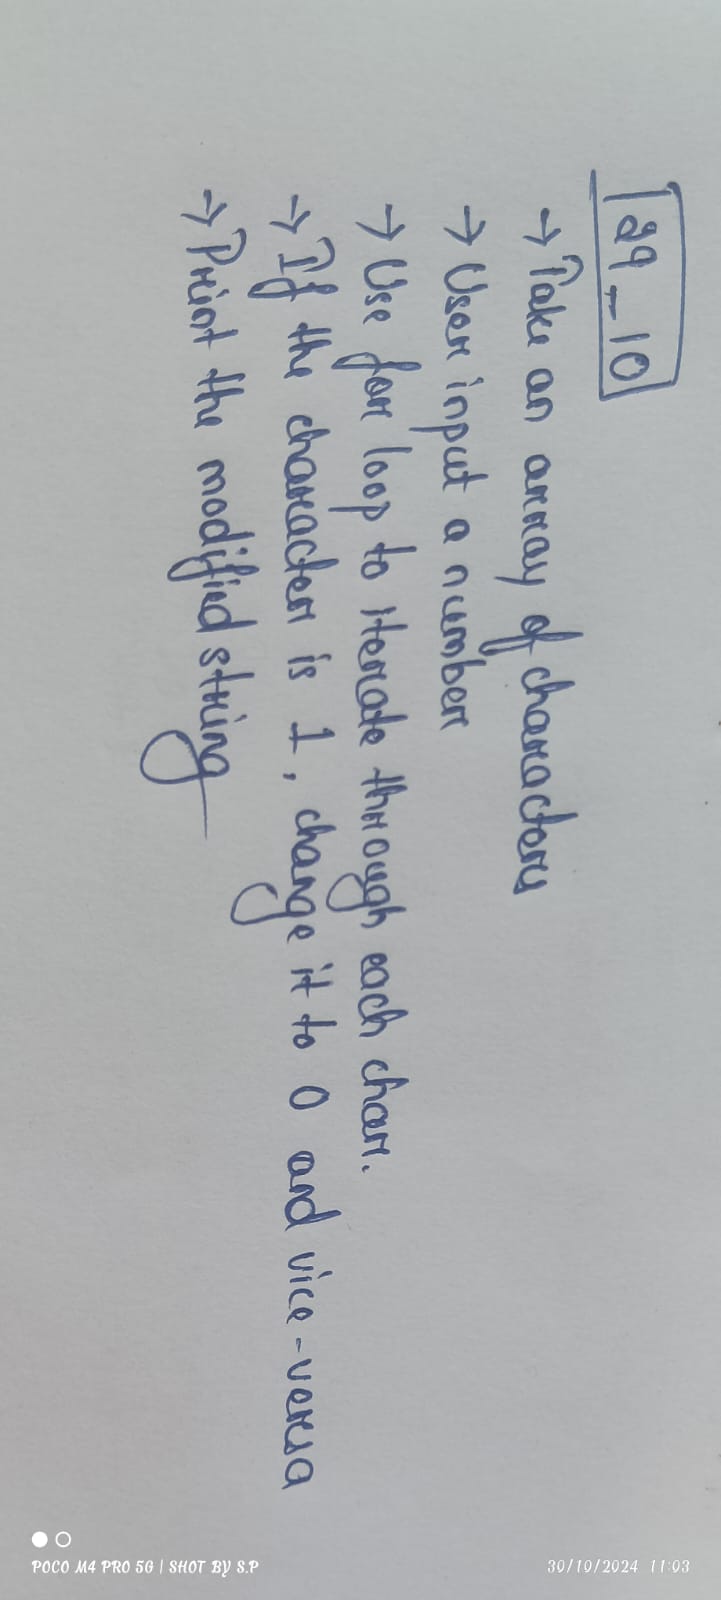 29-10
→ Take an array of characters
→ User input a number
→ Use for loop to iterate through each char.
→ If the character is 1, change it to 0 and vice-versa
→ Print the modified string
POCO M4 PRO 5G | SHOT BY S.P
30/10/2024 11:03